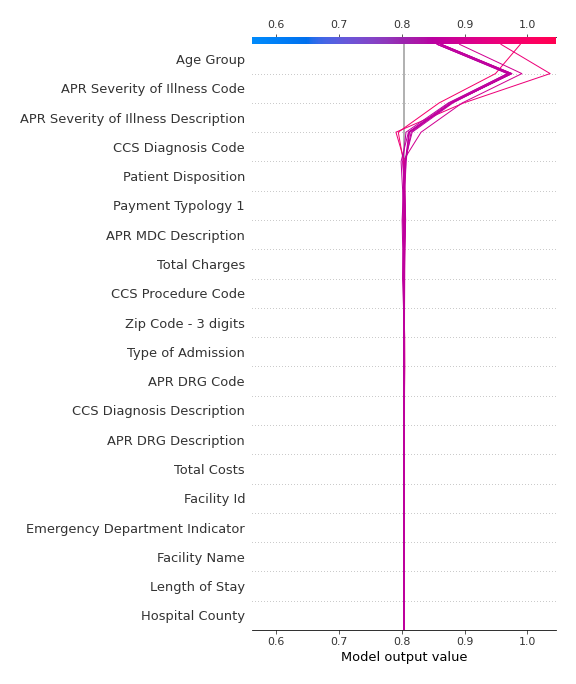 0.6 0.7 0.8 0.9 1.0
Age Group
APR Severity of Illness Code
APR Severity of Illness Description
CCS Diagnosis Code
Patient Disposition
Payment Typology 1
APR MDC Description
Total Charges
CCS Procedure Code
Zip Code - 3 digits
Type of Admission
APR DRG Code
CCS Diagnosis Description
APR DRG Description
Total Costs
Facility Id
Emergency Department Indicator
Facility Name
Length of Stay
Hospital County
0.6 0.7 0.8 0.9 1.0
Model output value